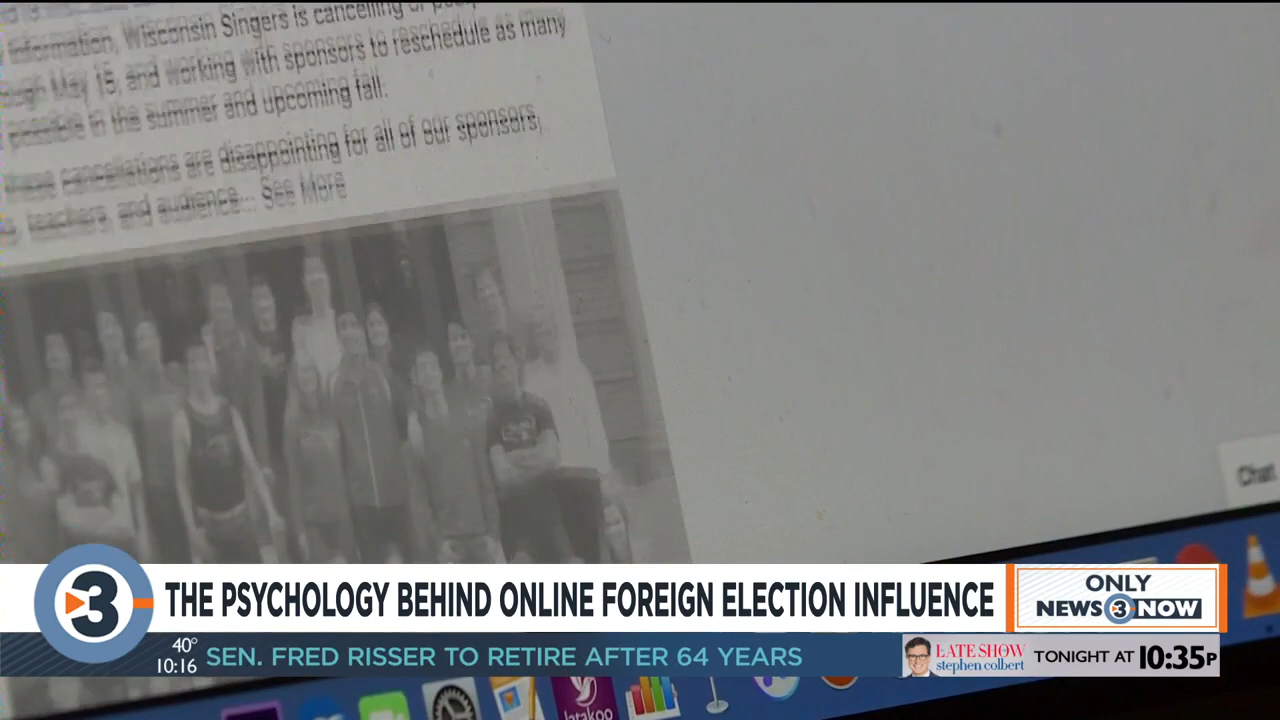 information, Wisconsin Singers is cancelling or
May 15, and working with sponsors to reschedule as many
possible in the summer and upcoming fall.
these cancellations are disappointing for all of our sponsors,
teachers, and audience... See More
Chat
3
THE PSYCHOLOGY BEHIND ONLINE FOREIGN ELECTION INFLUENCE
ONLY
NEWS 3 NOW
40°
10:16
SEN. FRED RISSER TO RETIRE AFTER 64 YEARS
LATE SHOW
stephen colbert
TONIGHT AT 10:35P
latakoo